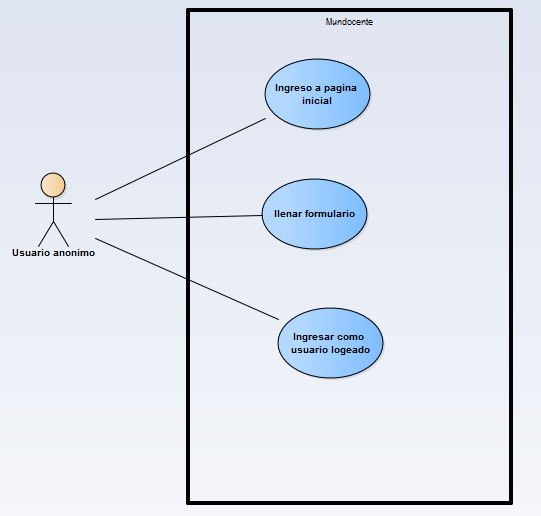 Mundocente
Ingreso a pagina
inicial
llenar formulario
Usuario anonimo
Ingresar como
usuario logeado